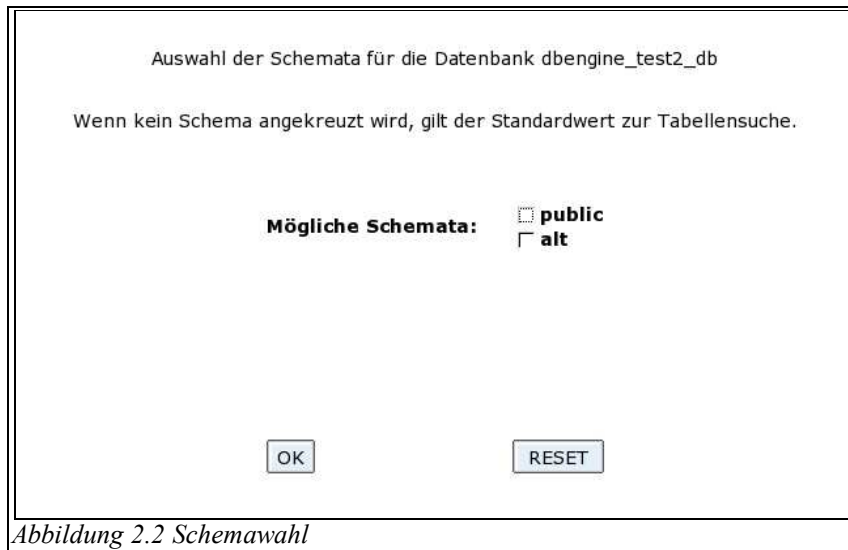 Auswahl der Schemata für die Datenbank dbengine_test2_db
Wenn kein Schema angekreuzt wird, gilt der Standardwert zur Tabellensuche.
Mögliche Schemata:
public
alt
OK
RESET
Abbildung 2.2 Schemawahl